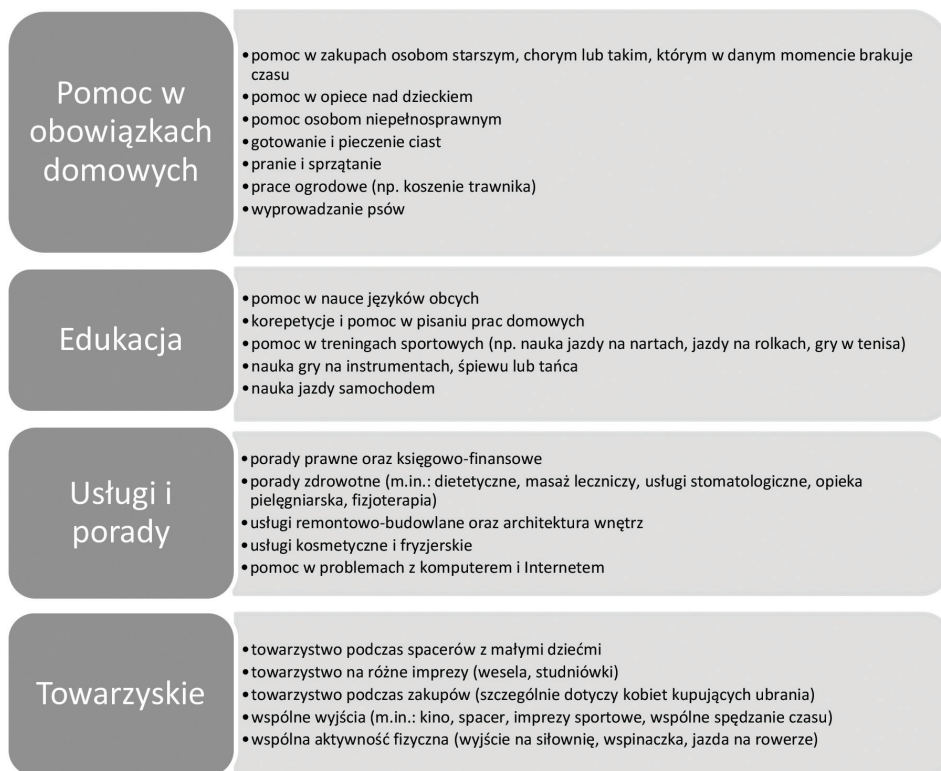 Pomoc w
obowiązkach
domowych
•pomoc w zakupach osobom starszym, chorym lub takim, którym w danym momencie brakuje
czasu
•pomoc w opiece nad dzieckiem
•pomoc osobom niepełnosprawnym
•gotowanie i pieczenie ciast
•pranie i sprzątanie
•prace ogrodowe (np. koszenie trawnika)
•wyprowadzanie psów
Edukacja
•pomoc w nauce języków obcych
•korepetycje i pomoc w pisaniu prac domowych
•pomoc w treningach sportowych (np. nauka jazdy na nartach, jazdy na rolkach, gry w tenisa)
•nauka gry na instrumentach, śpiewu lub tańca
•nauka jazdy samochodem
Usługi i
porady
•porady prawne oraz księgowo-finansowe
•porady zdrowotne (m.in.: dietetyczne, masaż leczniczy, usługi stomatologiczne, opieka
pielęgniarska, fizjoterapia)
•usługi remontowo-budowlane oraz architektura wnętrz
•usługi kosmetyczne i fryzjerskie
•pomoc w problemach z komputerem i Internetem
Towarzyskie
•towarzystwo podczas spacerów z małymi dziećmi
•towarzystwo na różne imprezy (wesela, studniówki)
•towarzystwo podczas zakupów (szczególnie dotyczy kobiet kupujących ubrania)
•wspólne wyjścia (m.in.: kino, spacer, imprezy sportowe, wspólne spędzanie czasu)
•wspólna aktywność fizyczna (wyjście na siłownię, wspinaczka, jazda na rowerze)